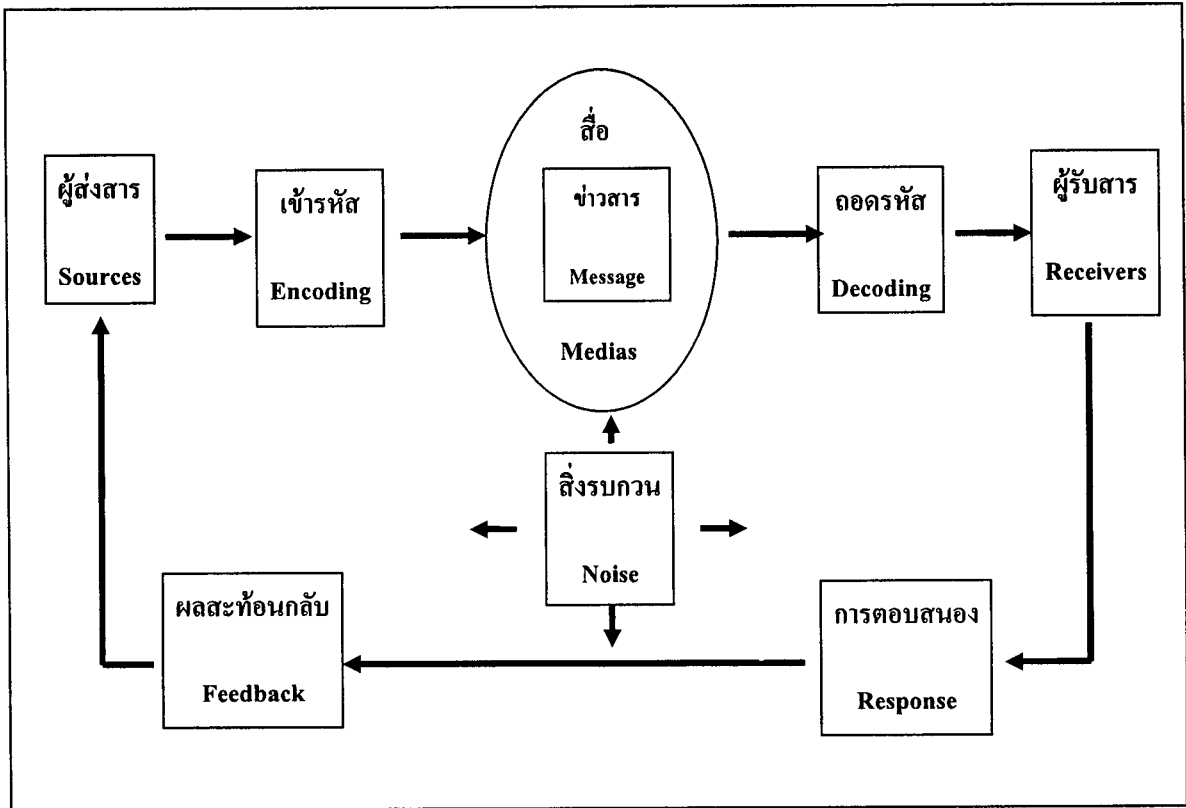 ผู้ส่งสาร
Sources
เข้ารหัส
Encoding
สื่อ
ข่าวสาร
Message
Medias
ถอดรหัส
Decoding
ผู้รับสาร
Receivers
สิ่งรบกวน
Noise
ผลสะท้อนกลับ
Feedback
การตอบสนอง
Response